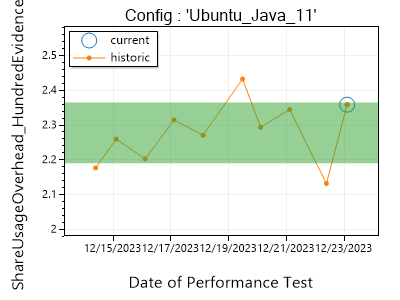 Config : 'Ubuntu_Java_11'
ShareUsageOverhead_HundredEvidence
current
historic
2.5
2.4
2.3
2.2
2.1
2
12/15/2023
12/17/2023
12/19/2023
12/21/2023
12/23/2023
Date of Performance Test